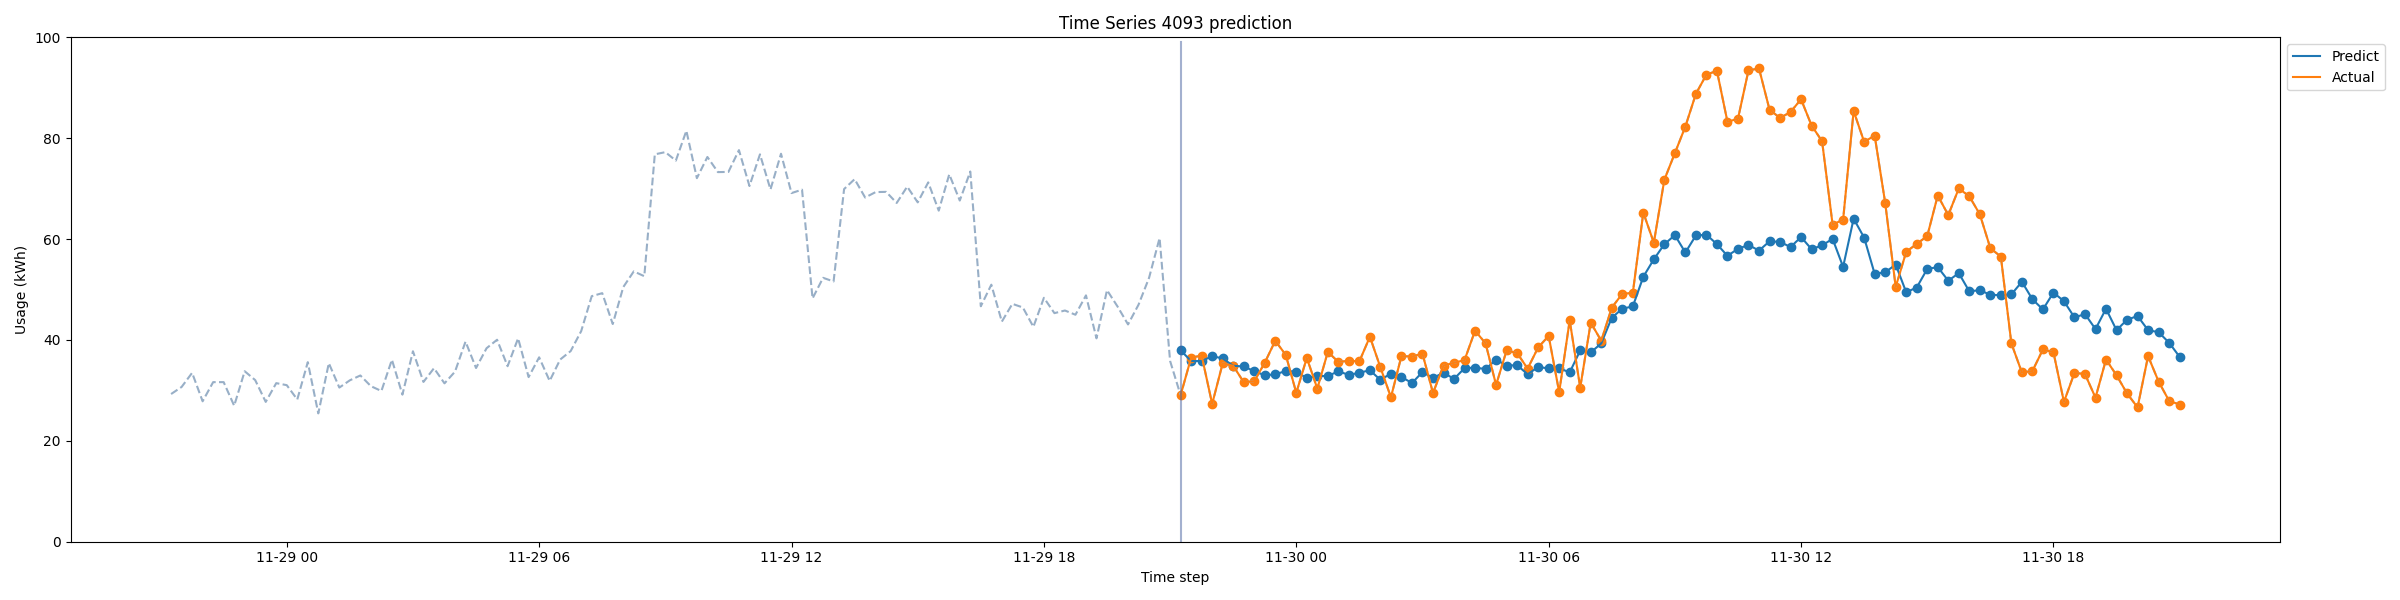 Time Series 4093 prediction
Predict
Actual
Usage (kWh)
100
80
60
40
20
0
11-29 00
11-29 06
11-29 12
11-29 18
11-30 00
11-30 06
11-30 12
11-30 18
Time step